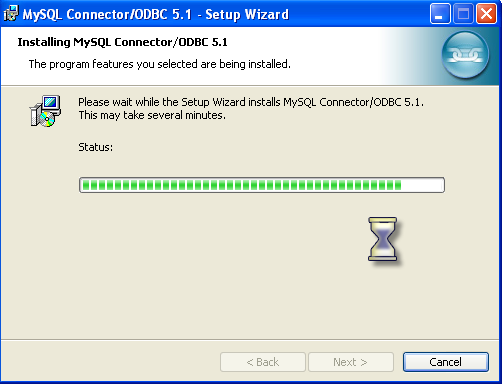 MySQL Connector/ODBC 5.1 - Setup Wizard
Installing MySQL Connector/ODBC 5.1
The program features you selected are being installed.
Please wait while the Setup Wizard installs MySQL Connector/ODBC 5.1.
This may take several minutes.
Status:
< Back
Next >
Cancel